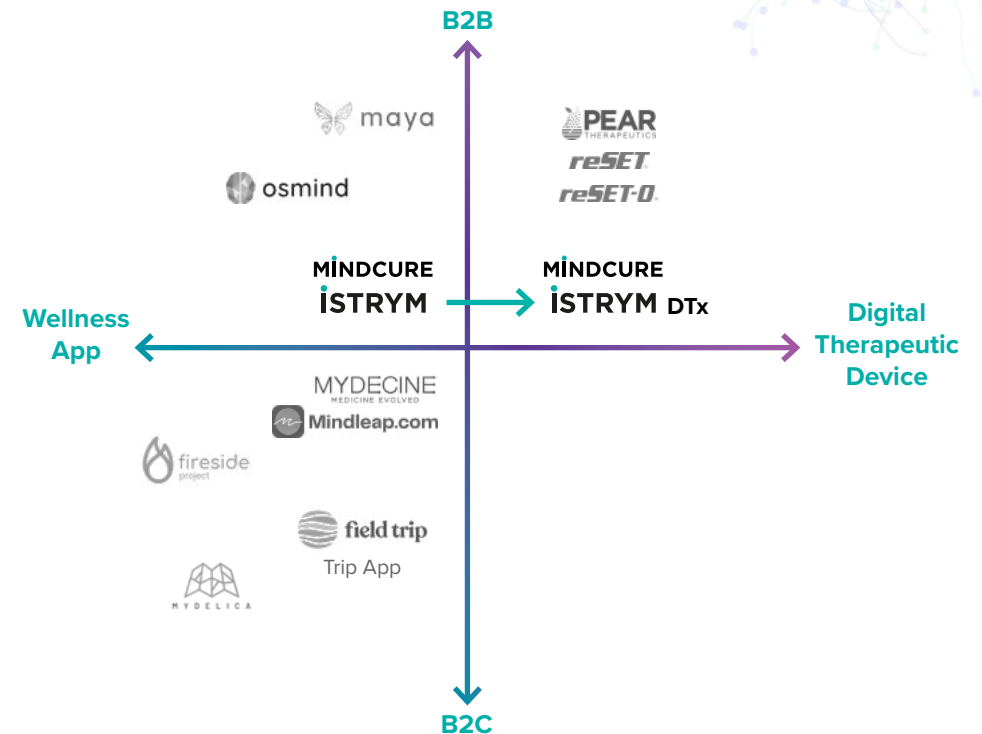 B2B
maya
PEAR
THERAPEUTICS
reSET
reSET-O
osmind
MiNDCURE
iSTRYM
MiNDCURE
iSTRYM DTx
Wellness
App
Digital
Therapeutic
Device
MYDECINE
MEDICINE EVOLVED
Mindleap.com
fireside
project
field trip
Trip App
MYDELICA
B2C